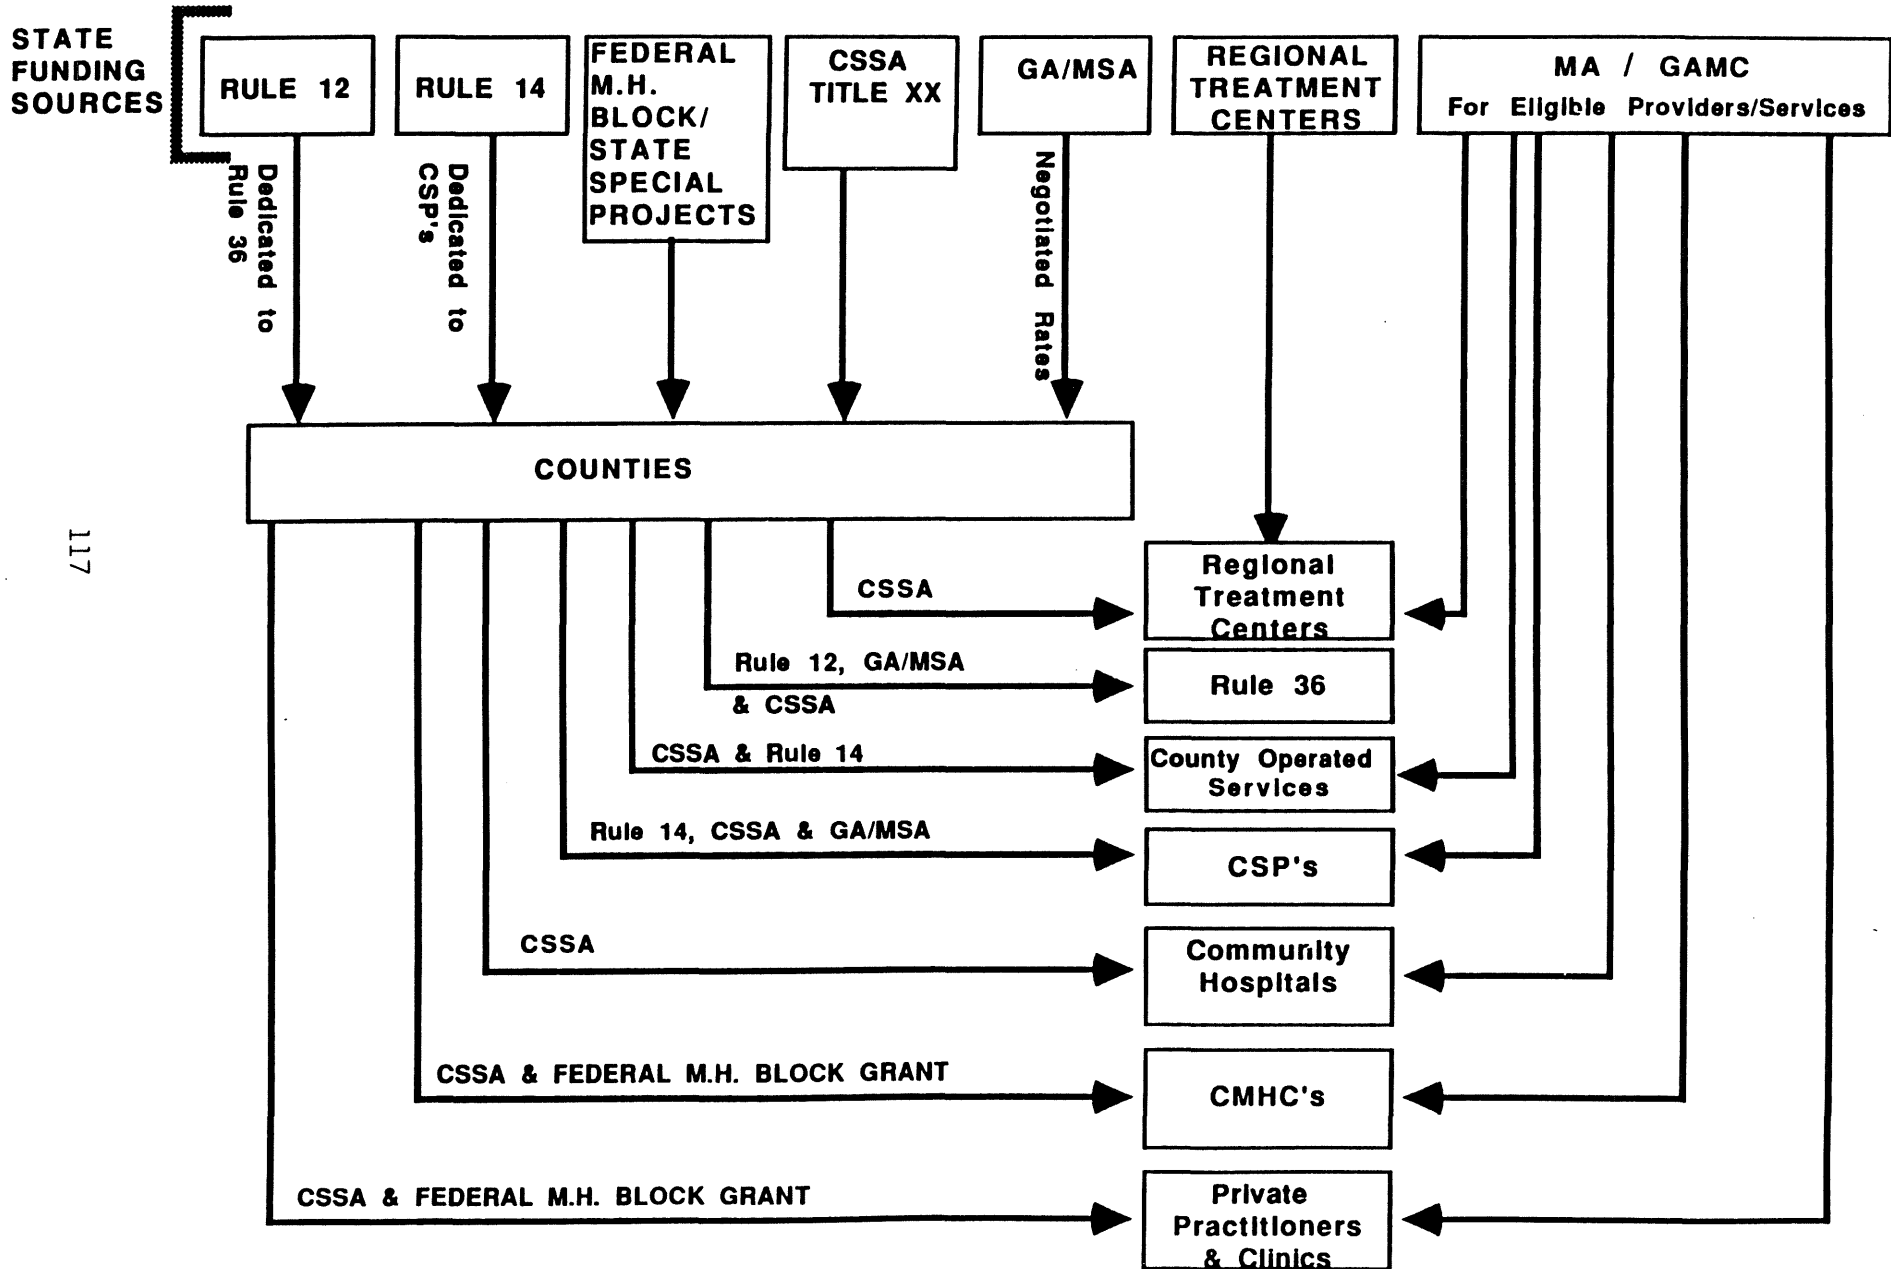 STATE
FUNDING
SOURCES
RULE 12
RULE 14
FEDERAL
M.H.
BLOCK/
STATE
SPECIAL
PROJECTS
CSSA
TITLE XX
GA/MSA
REGIONAL
TREATMENT
CENTERS
MA / GAMC
For Eligible Providers/Services
Dedicated to
Rule 36
Dedicated to
CSP's
Negotiated Rates
COUNTIES
117
CSSA
Regional
Treatment
Centers
Rule 12, GA/MSA
& CSSA
Rule 36
CSSA & Rule 14
County Operated
Services
Rule 14, CSSA & GA/MSA
CSP's
CSSA
Community
Hospitals
CSSA & FEDERAL M.H. BLOCK GRANT
CMHC's
CSSA & FEDERAL M.H. BLOCK GRANT
Private
Practitioners
& Clinics